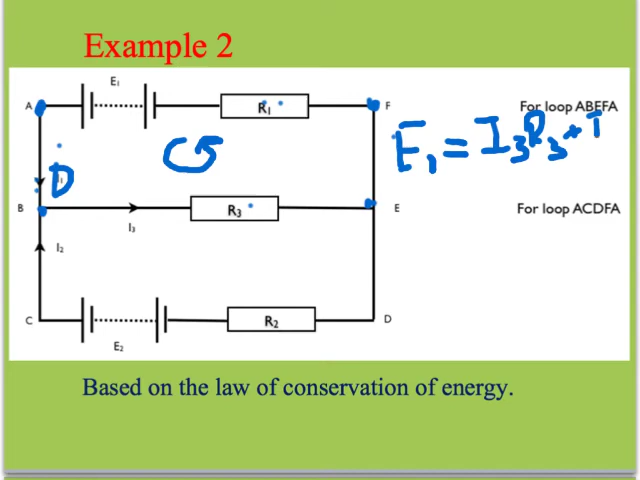 Example 2
E₁
A
R₁
F
For loop ABEFA
E₁ = I₃R₃ + I
D
I₁
B
R₃
E
For loop ACDFA
I₃
I₂
C
R₂
D
E₂
Based on the law of conservation of energy.